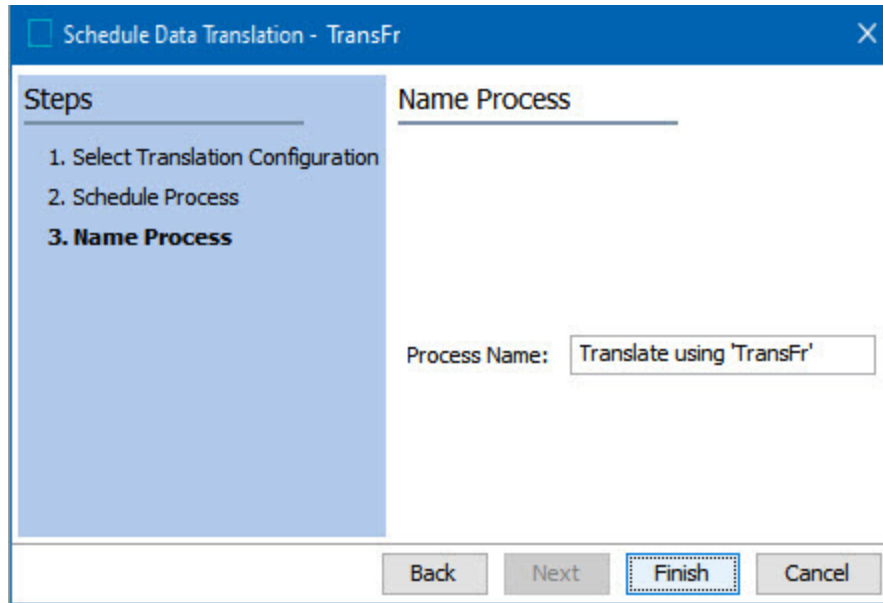 Schedule Data Translation - TransFr
Steps
1. Select Translation Configuration
2. Schedule Process
3. Name Process
Name Process
Process Name: Translate using 'TransFr'
Back Next Finish Cancel